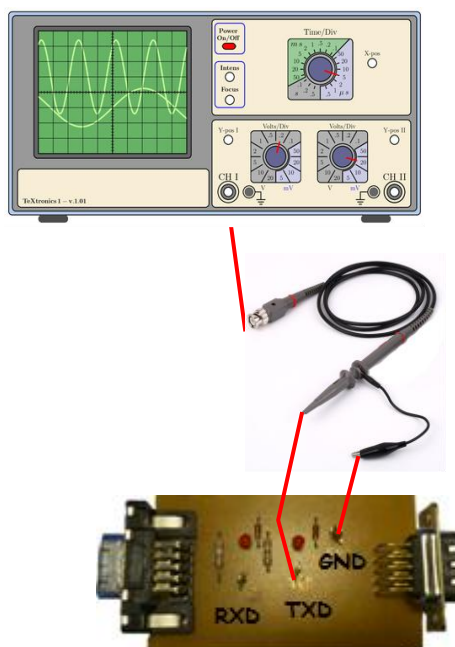 Power
On/Off
Intens
Focus
Time/Div
X-pos
m s
μ s
s
Y-pos I
Volts/Div
Volts/Div
Y-pos II
CH I
V
mV
V
mV
CH II
TeXtronics 1 – v.1.01
GND
RXD
TXD